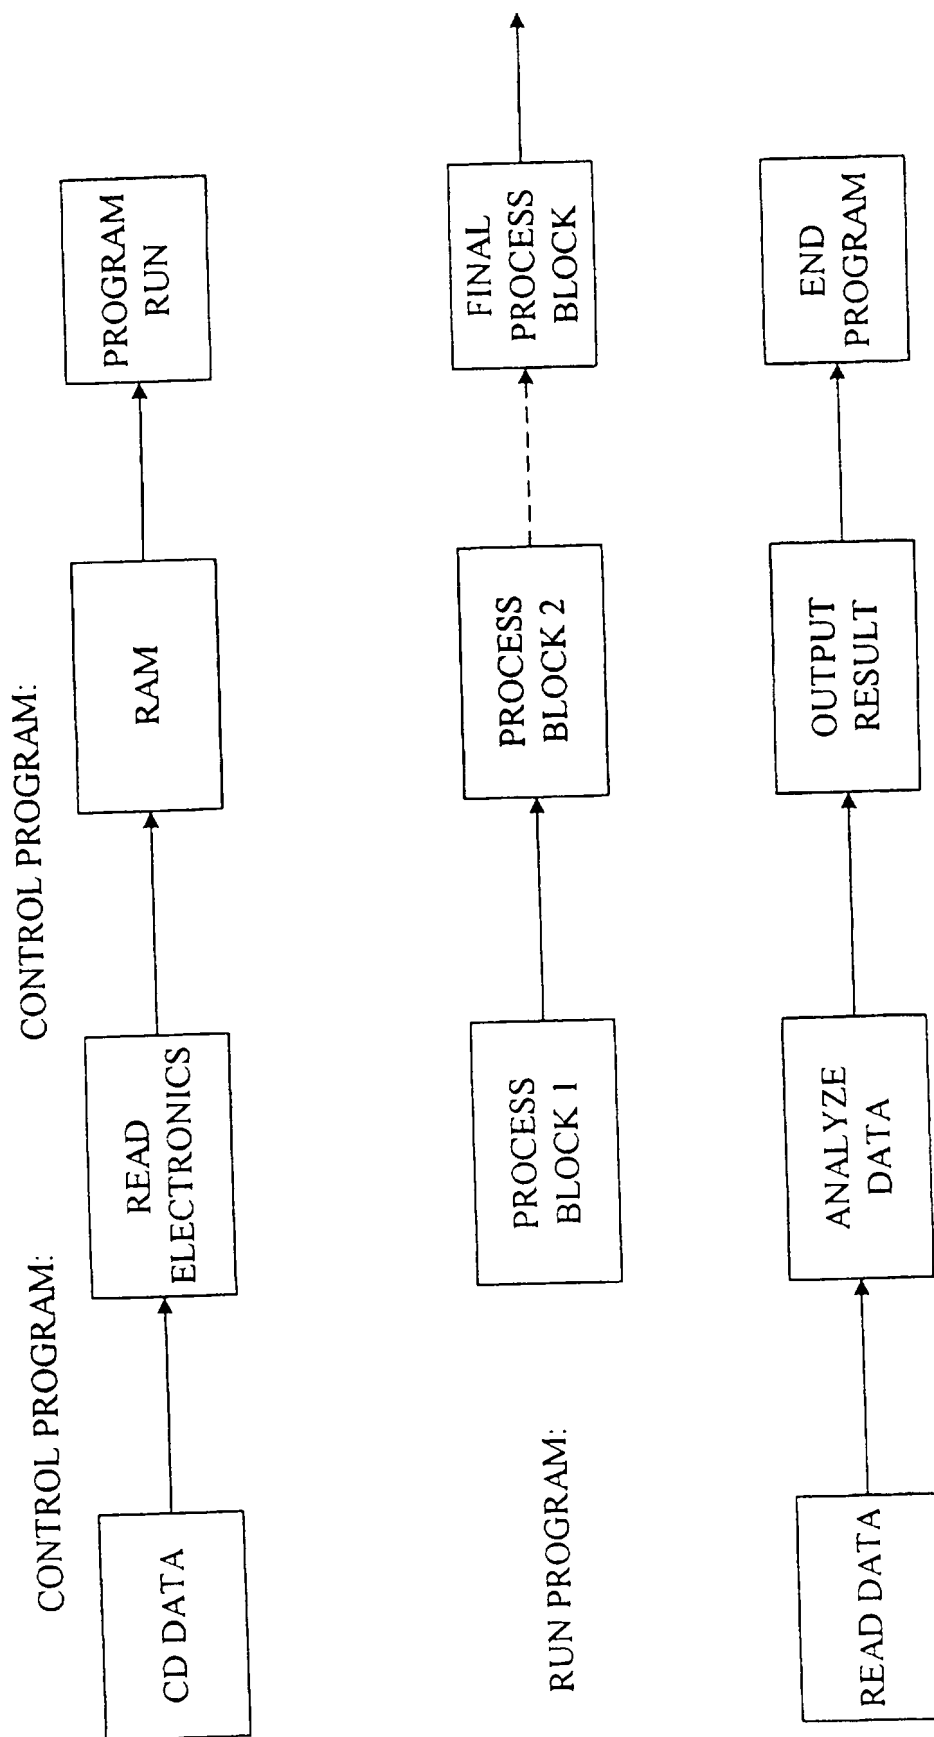 CONTROL PROGRAM:
CONTROL PROGRAM:
CD DATA
READ
ELECTRONICS
RAM
PROGRAM
RUN
RUN PROGRAM:
PROCESS
BLOCK 1
PROCESS
BLOCK 2
FINAL
PROCESS
BLOCK
READ DATA
ANALYZE
DATA
OUTPUT
RESULT
END
PROGRAM